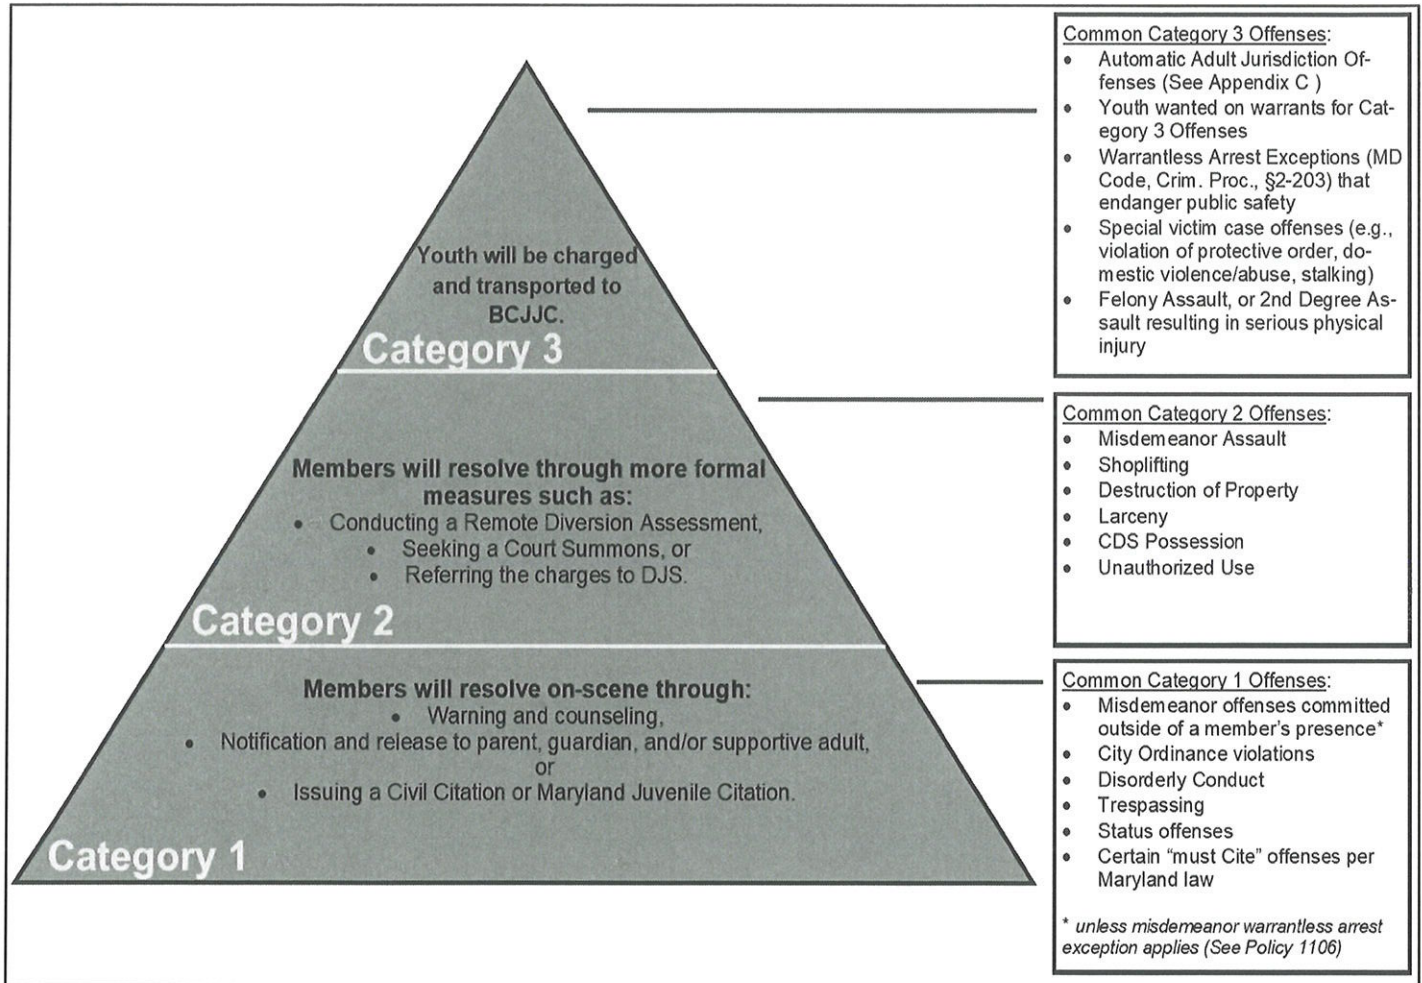 Youth will be charged
and transported to
BCJJC.
Category 3
Members will resolve through more formal
measures such as:
• Conducting a Remote Diversion Assessment,
• Seeking a Court Summons, or
• Referring the charges to DJS.
Category 2
Members will resolve on-scene through:
• Warning and counseling,
• Notification and release to parent, guardian, and/or supportive adult,
or
• Issuing a Civil Citation or Maryland Juvenile Citation.
Category 1
Common Category 3 Offenses:
• Automatic Adult Jurisdiction Of-
fenses (See Appendix C )
• Youth wanted on warrants for Cat-
egory 3 Offenses
• Warrantless Arrest Exceptions (MD
Code, Crim. Proc., §2-203) that
endanger public safety
• Special victim case offenses (e.g.,
violation of protective order, do-
mestic violence/abuse, stalking)
• Felony Assault, or 2nd Degree As-
sault resulting in serious physical
injury
Common Category 2 Offenses:
• Misdemeanor Assault
• Shoplifting
• Destruction of Property
• Larceny
• CDS Possession
• Unauthorized Use
Common Category 1 Offenses:
• Misdemeanor offenses committed
outside of a member's presence*
• City Ordinance violations
• Disorderly Conduct
• Trespassing
• Status offenses
• Certain “must Cite” offenses per
Maryland law
* unless misdemeanor warrantless arrest
exception applies (See Policy 1106)